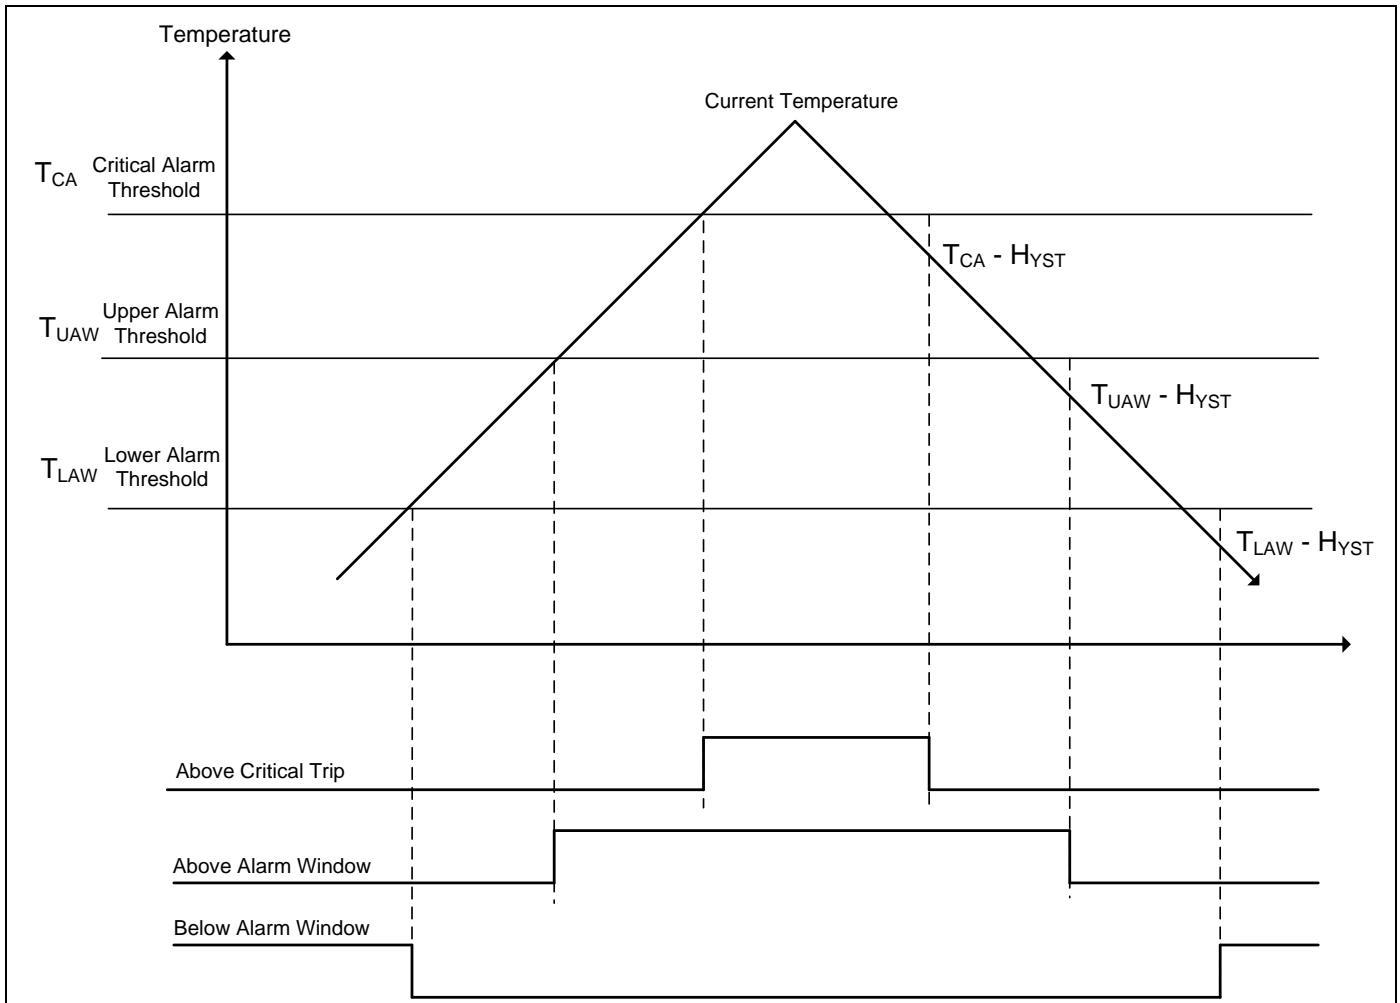 Temperature
Current Temperature
T_CA Critical Alarm
Threshold
T_CA - H_YST
T_UAW Upper Alarm
Threshold
T_UAW - H_YST
T_LAW Lower Alarm
Threshold
T_LAW - H_YST
Above Critical Trip
Above Alarm Window
Below Alarm Window